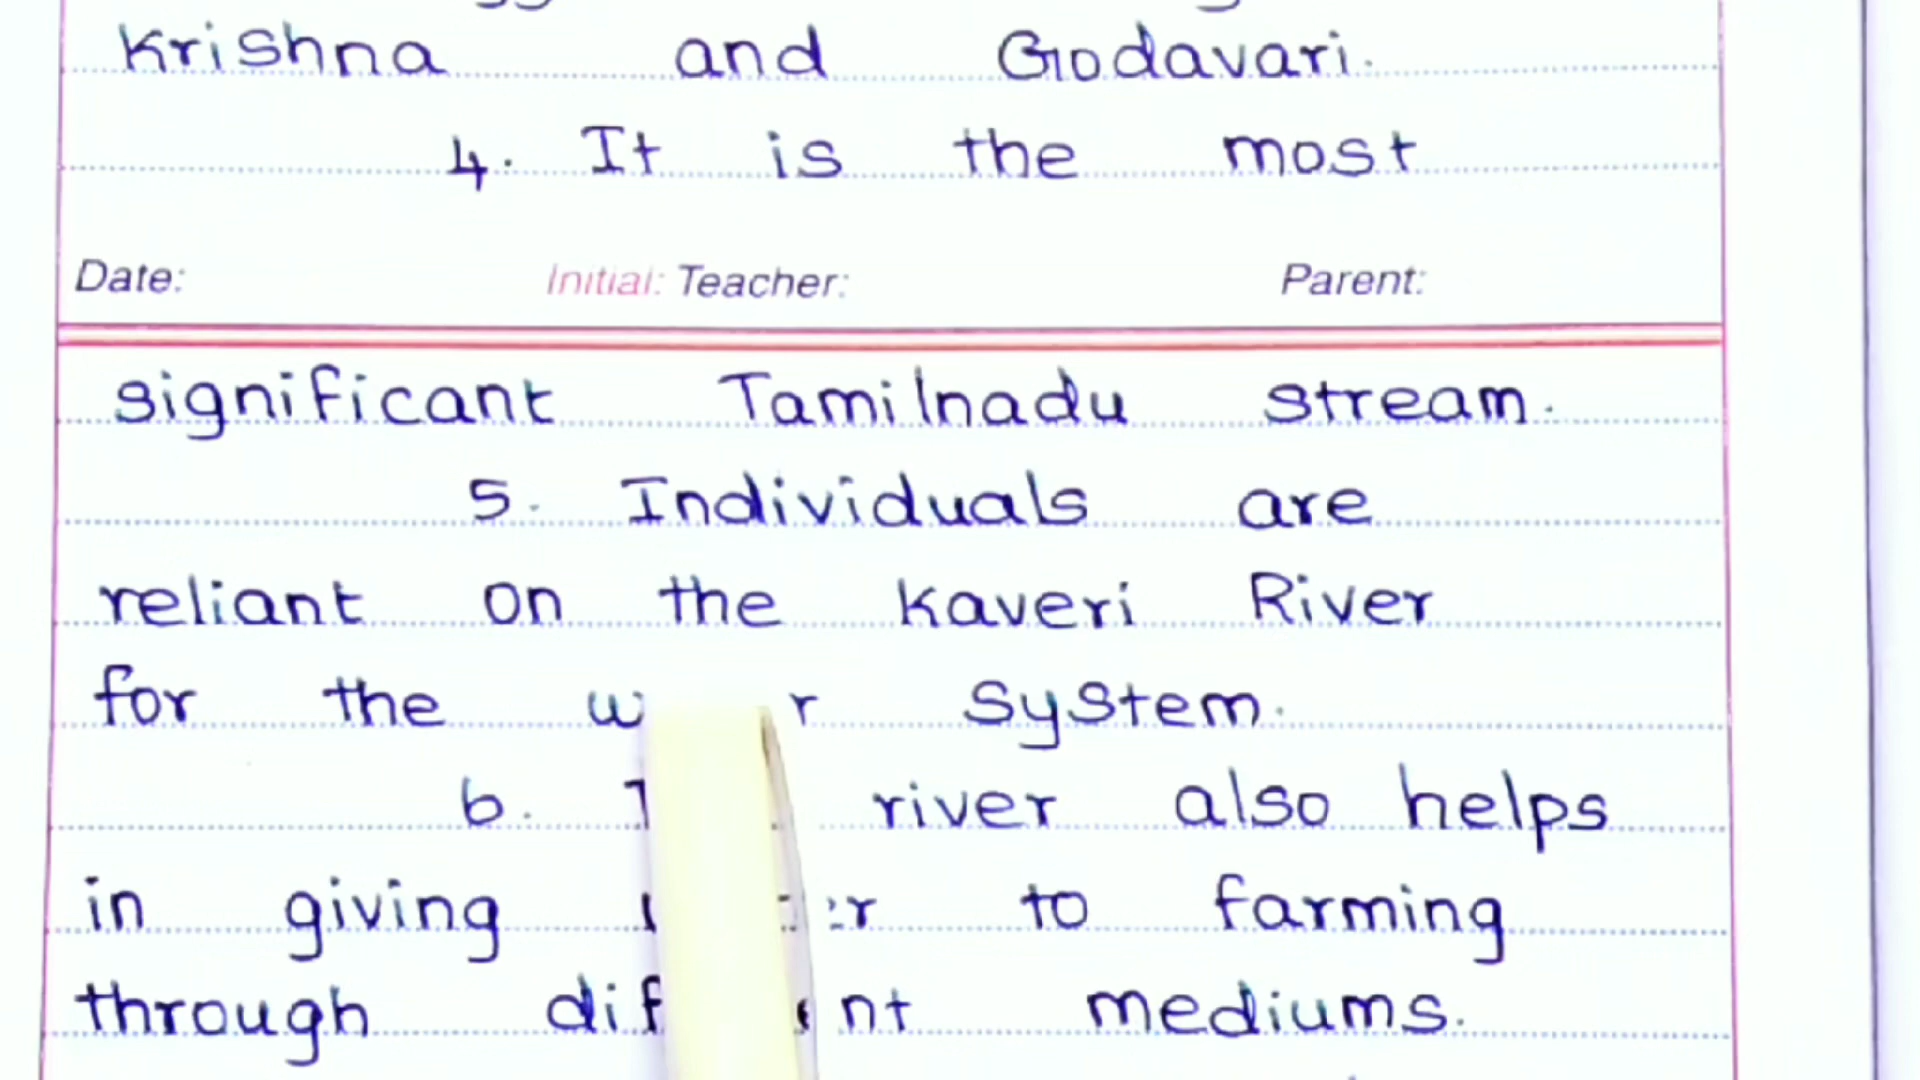 Krishna and Godavari.
4. It is the most
Date: Initial: Teacher: Parent:
significant Tamilnadu stream.
5. Individuals are
reliant on the Kaveri River
for the system.
6. river also helps
in giving to farming
through mediums.